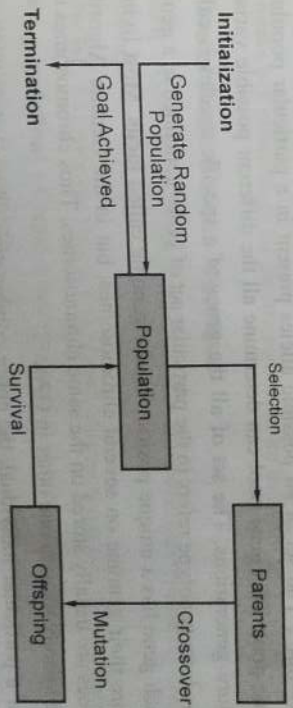 Initialization
Generate Random
Population
Goal Achieved
Termination
Population
Selection
Parents
Crossover
Mutation
Offspring
Survival